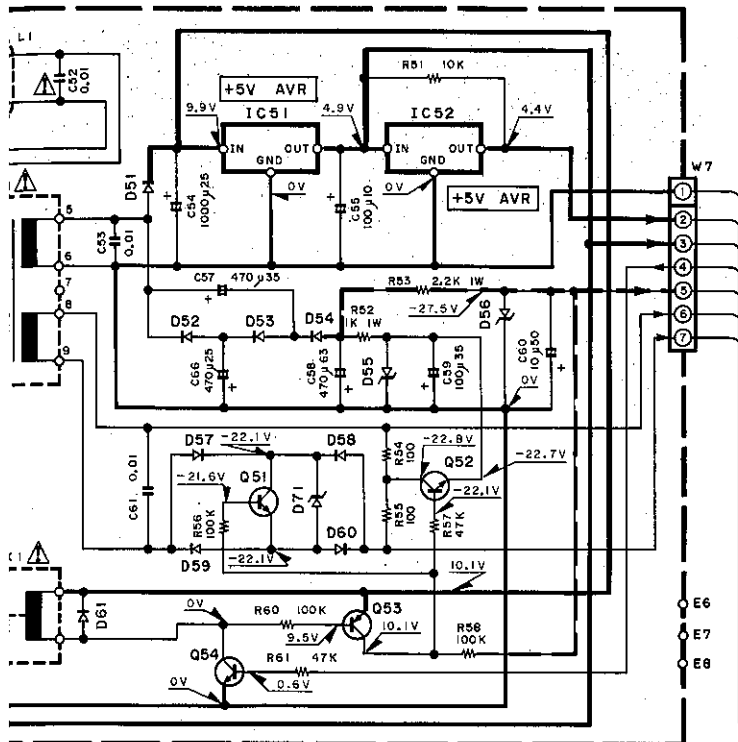 L1
C52
0.01
+5V AVR
R51 10K
9.9V
IC51
4.9V
IC52
4.4V
W7
IN
OUT
GND
IN
OUT
GND
0V
0V
+5V AVR
D51
C54
1000µ25
C55
100µ10
C53
0.01
5
6
7
8
9
1
2
3
4
5
6
7
C57
470µ35
R53 2.2K 1W
-27.5V
D52
D53
D54
R52
1K 1W
D56
C66
470µ25
C58
470µ63
D55
C59
100µ35
C60
10µ50
0V
D57
-22.1V
D58
R54
100
-22.8V
Q52
-22.7V
C61 0.01
-21.6V
Q51
D71
R55
100
-22.1V
R56
100K
R57
47K
D59
-22.1V
D60
10.1V
D61
0V
R60 100K
9.5V
Q53
10.1V
R58
100K
Q54
R61 47K
0.6V
0V
E6
E7
E8